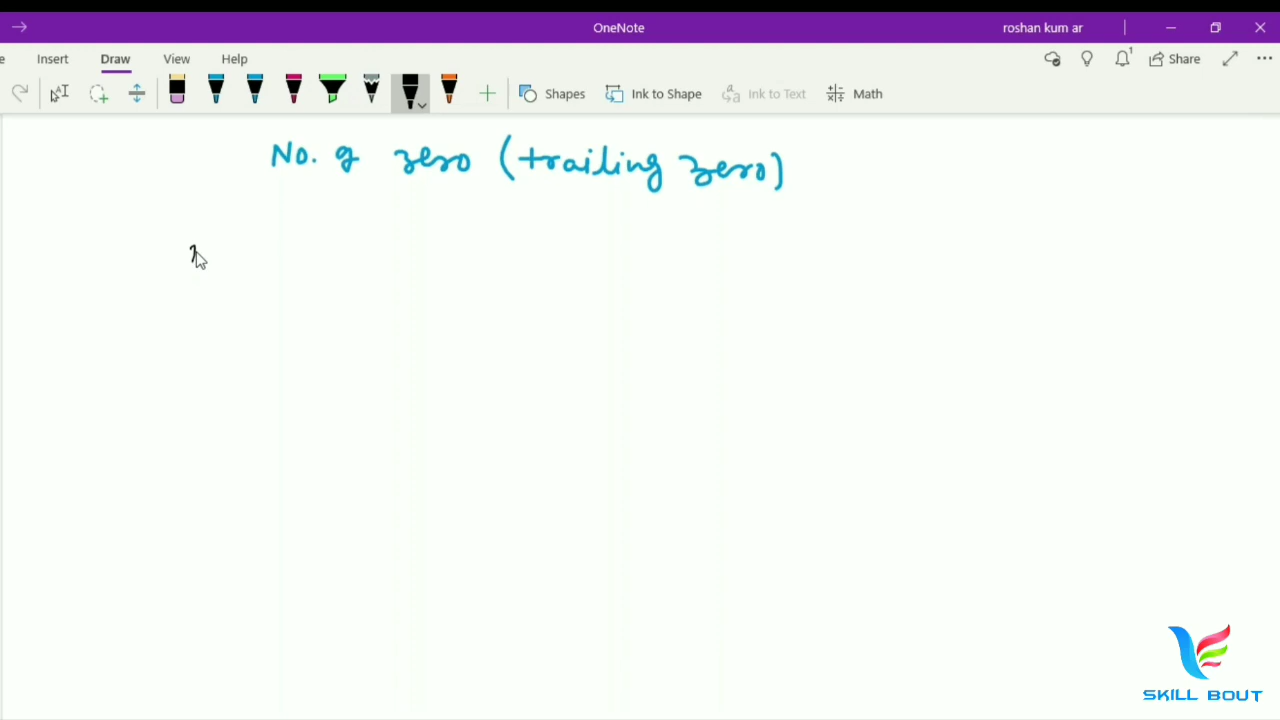 OneNote
roshan kum ar
Insert Draw View Help
1 Share
Shapes Ink to Shape Ink to Text Math
No. of zero (trailing zero)
SKILL BOUT